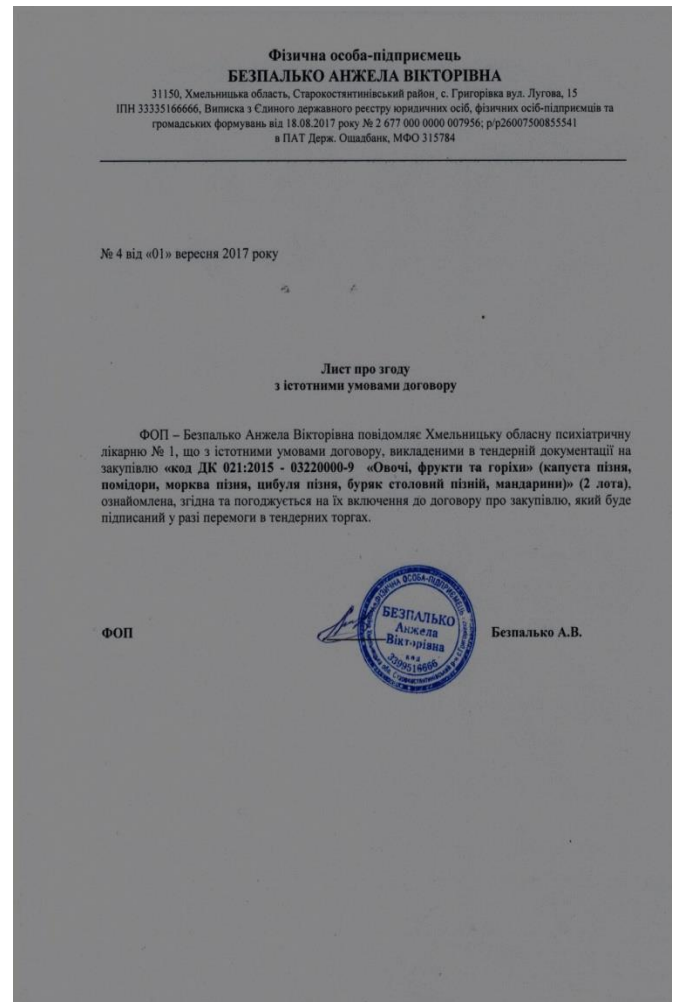 Фізична особа-підприємець
БЕЗПАЛЬКО АНЖЕЛА ВІКТОРІВНА
31150, Хмельницька область, Старокостянтинівський район, с. Григорівка вул. Лугова, 15
ІПН 33335166666, Виписка з Єдиного державного реєстру юридичних осіб, фізичних осіб-підприємців та
громадських формувань від 18.08.2017 року № 2 677 000 0000 007956; р/р26007500855541
в ПАТ Держ. Ощадбанк, МФО 315784
№ 4 від «01» вересня 2017 року
Лист про згоду
з істотними умовами договору
ФОП – Безпалько Анжела Вікторівна повідомляє Хмельницьку обласну психіатричну
лікарню № 1, що з істотними умовами договору, викладеними в тендерній документації на
закупівлю «код ДК 021:2015 - 03220000-9 «Овочі, фрукти та горіхи» (капуста пізня,
помідори, морква пізня, цибуля пізня, буряк столовий пізній, мандарини)» (2 лота),
ознайомлена, згідна та погоджується на їх включення до договору про закупівлю, який буде
підписаний у разі перемоги в тендерних торгах.
ФОП
БЕЗПАЛЬКО
Анжела
Вікторівна
код
3399516666
ФІЗИЧНА ОСОБА-ПІДПРИЄМЕЦЬ
Безпалько А.В.